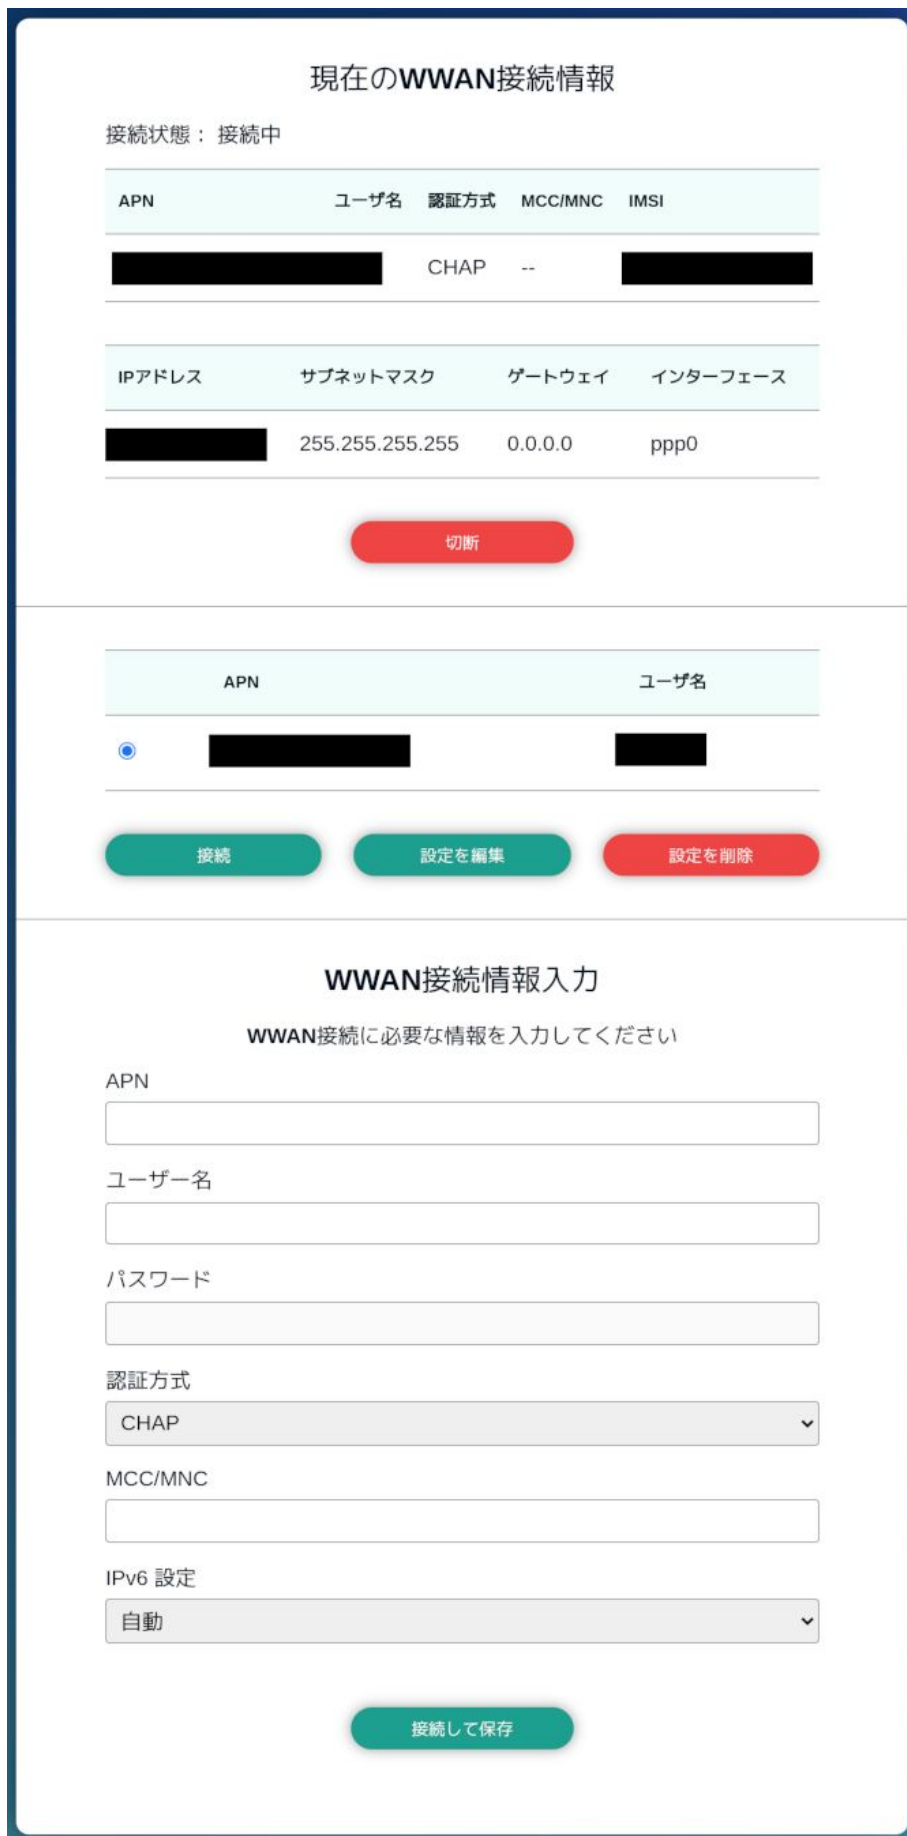 現在のWWAN接続情報
接続状態： 接続中
APN ユーザ名 認証方式 MCC/MNC IMSI
CHAP --
IPアドレス サブネットマスク ゲートウェイ インターフェース
255.255.255.255 0.0.0.0 ppp0
切断
APN ユーザ名
接続 設定を編集 設定を削除
WWAN接続情報入力
WWAN接続に必要な情報を入力してください
APN
ユーザー名
パスワード
認証方式
CHAP
MCC/MNC
IPv6 設定
自動
接続して保存